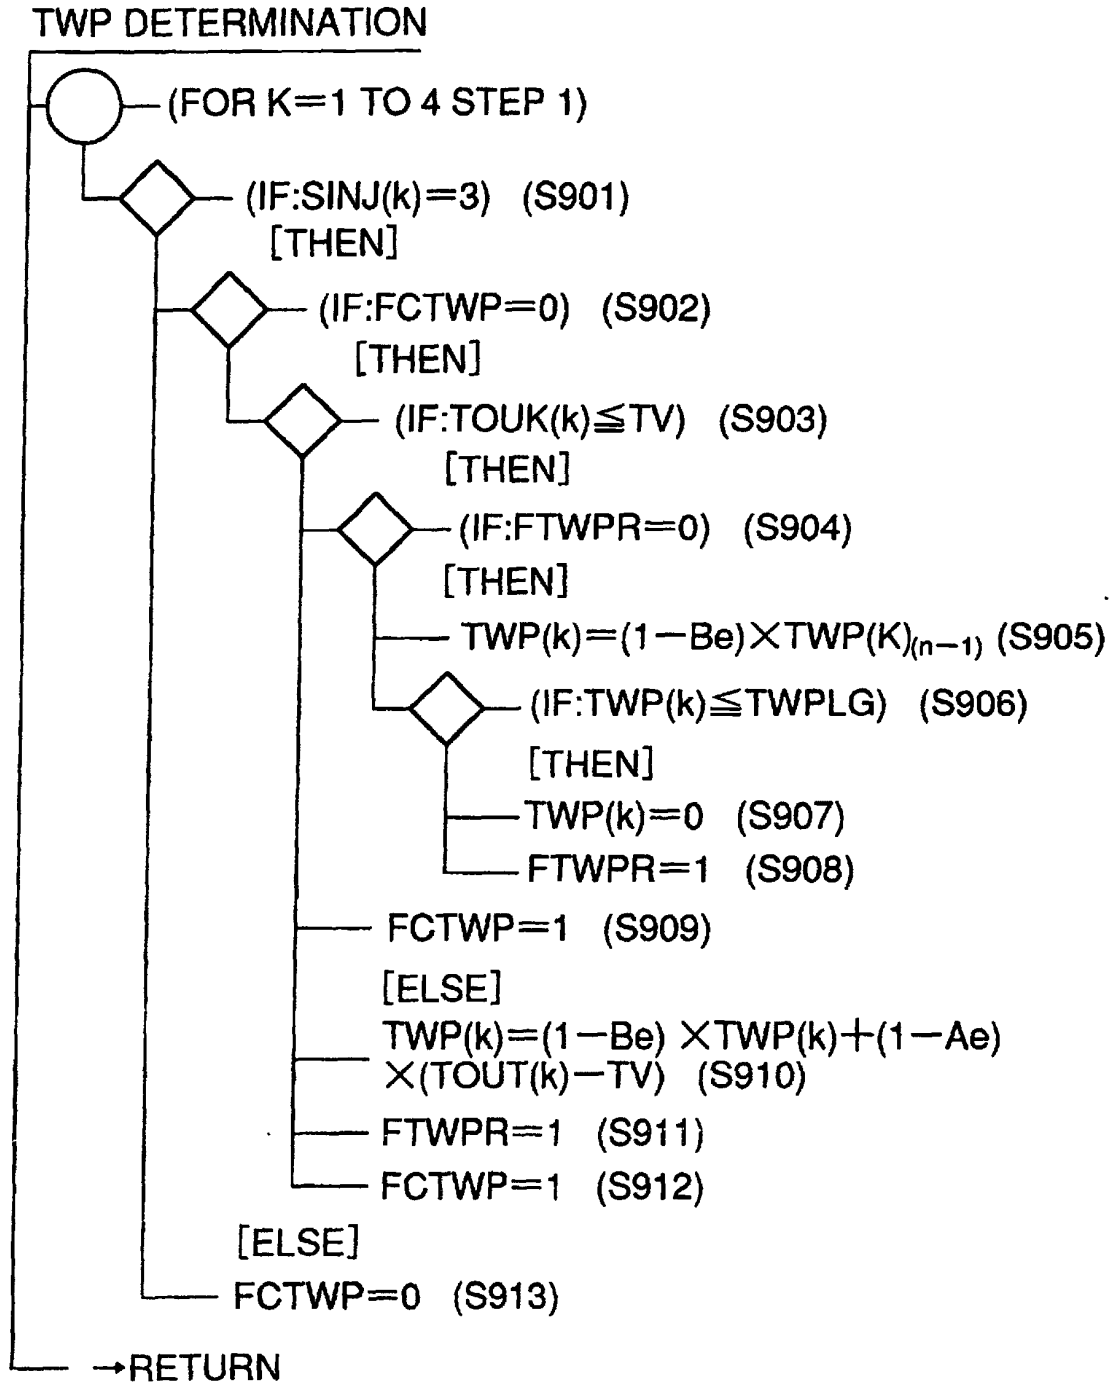 TWP DETERMINATION
(FOR K=1 TO 4 STEP 1)
(IF:SINJ(k)=3) (S901)
[THEN]
(IF:FCTWP=0) (S902)
[THEN]
(IF:TOUK(k)≦TV) (S903)
[THEN]
(IF:FTWPR=0) (S904)
[THEN]
TWP(k)=(1-Be)×TWP(K)(n-1) (S905)
(IF:TWP(k)≦TWPLG) (S906)
[THEN]
TWP(k)=0 (S907)
FTWPR=1 (S908)
FCTWP=1 (S909)
[ELSE]
TWP(k)=(1-Be) ×TWP(k)+(1-Ae)
×(TOUT(k)-TV) (S910)
FTWPR=1 (S911)
FCTWP=1 (S912)
[ELSE]
FCTWP=0 (S913)
→RETURN